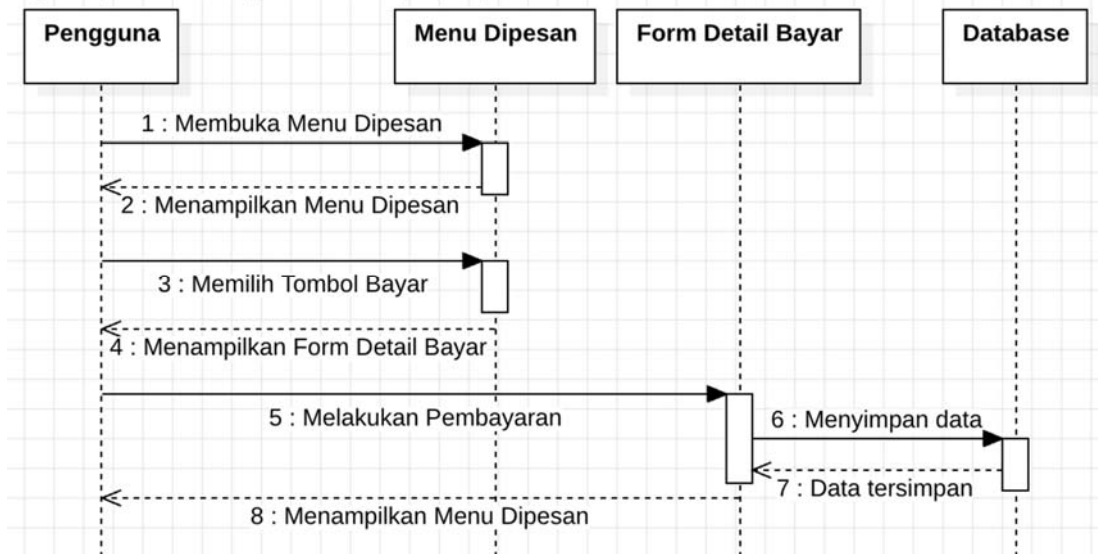 Pengguna
Menu Dipesan
Form Detail Bayar
Database
1 : Membuka Menu Dipesan
2 : Menampilkan Menu Dipesan
3 : Memilih Tombol Bayar
4 : Menampilkan Form Detail Bayar
5 : Melakukan Pembayaran
6 : Menyimpan data
7 : Data tersimpan
8 : Menampilkan Menu Dipesan